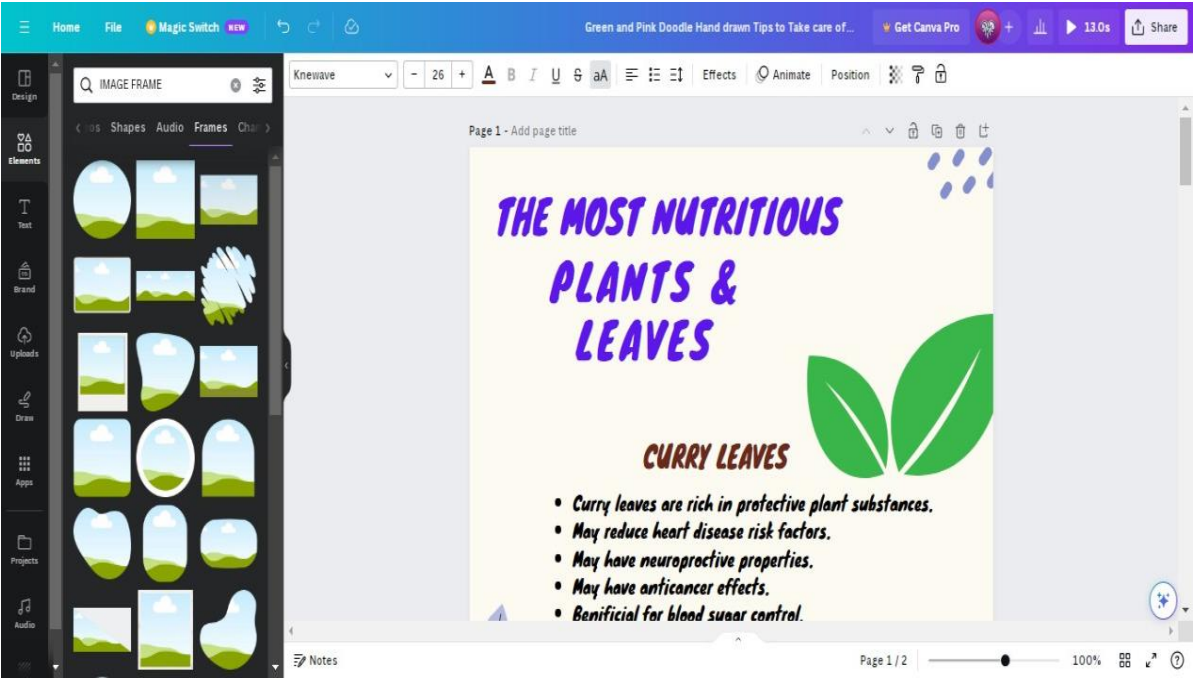 Home File Magic Switch NEW Green and Pink Doodle Hand drawn Tips to Take care of... Get Canva Pro + 13.0s Share
Design
Elements
Text
Brand
Uploads
Draw
Apps
Projects
Audio
IMAGE FRAME
os Shapes Audio Frames Cha
Knewave - 26 + A B I U S aA Effects Animate Position
Page 1 - Add page title
THE MOST NUTRITIOUS
PLANTS &
LEAVES
CURRY LEAVES
• Curry leaves are rich in protective plant substances.
• May reduce heart disease risk factors.
• May have neuroproctive properties.
• May have anticancer effects.
• Benificial for blood sugar control.
Notes Page 1 / 2 100%